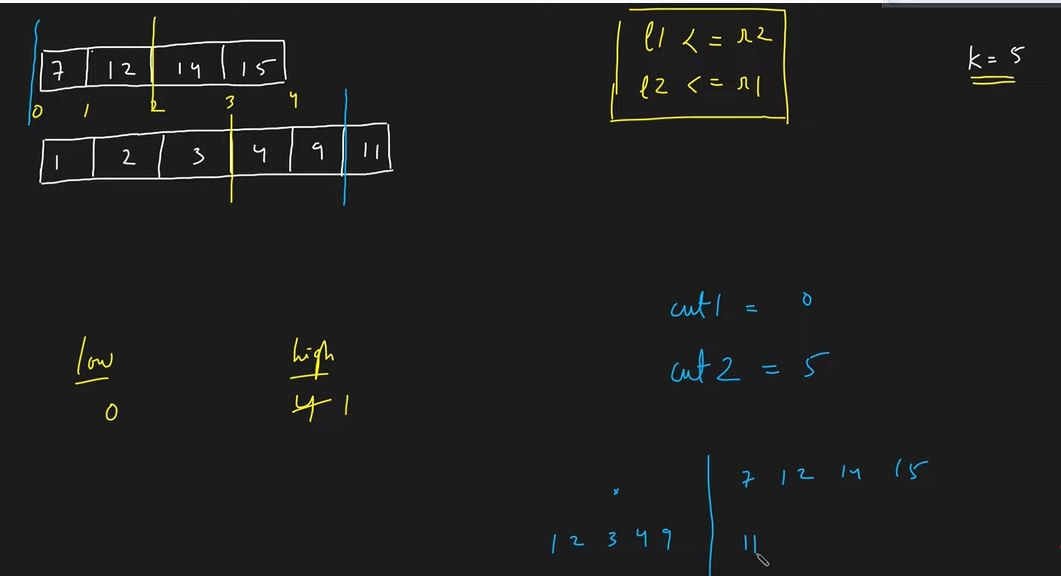 7 12 14 15
0 1 2 3 4
1 2 3 4 9 11
l1 <= r2
l2 <= r1
k = 5
cut1 = 0
cut2 = 5
low high
0 4 1
x 7 12 14 15
1 2 3 4 9 11